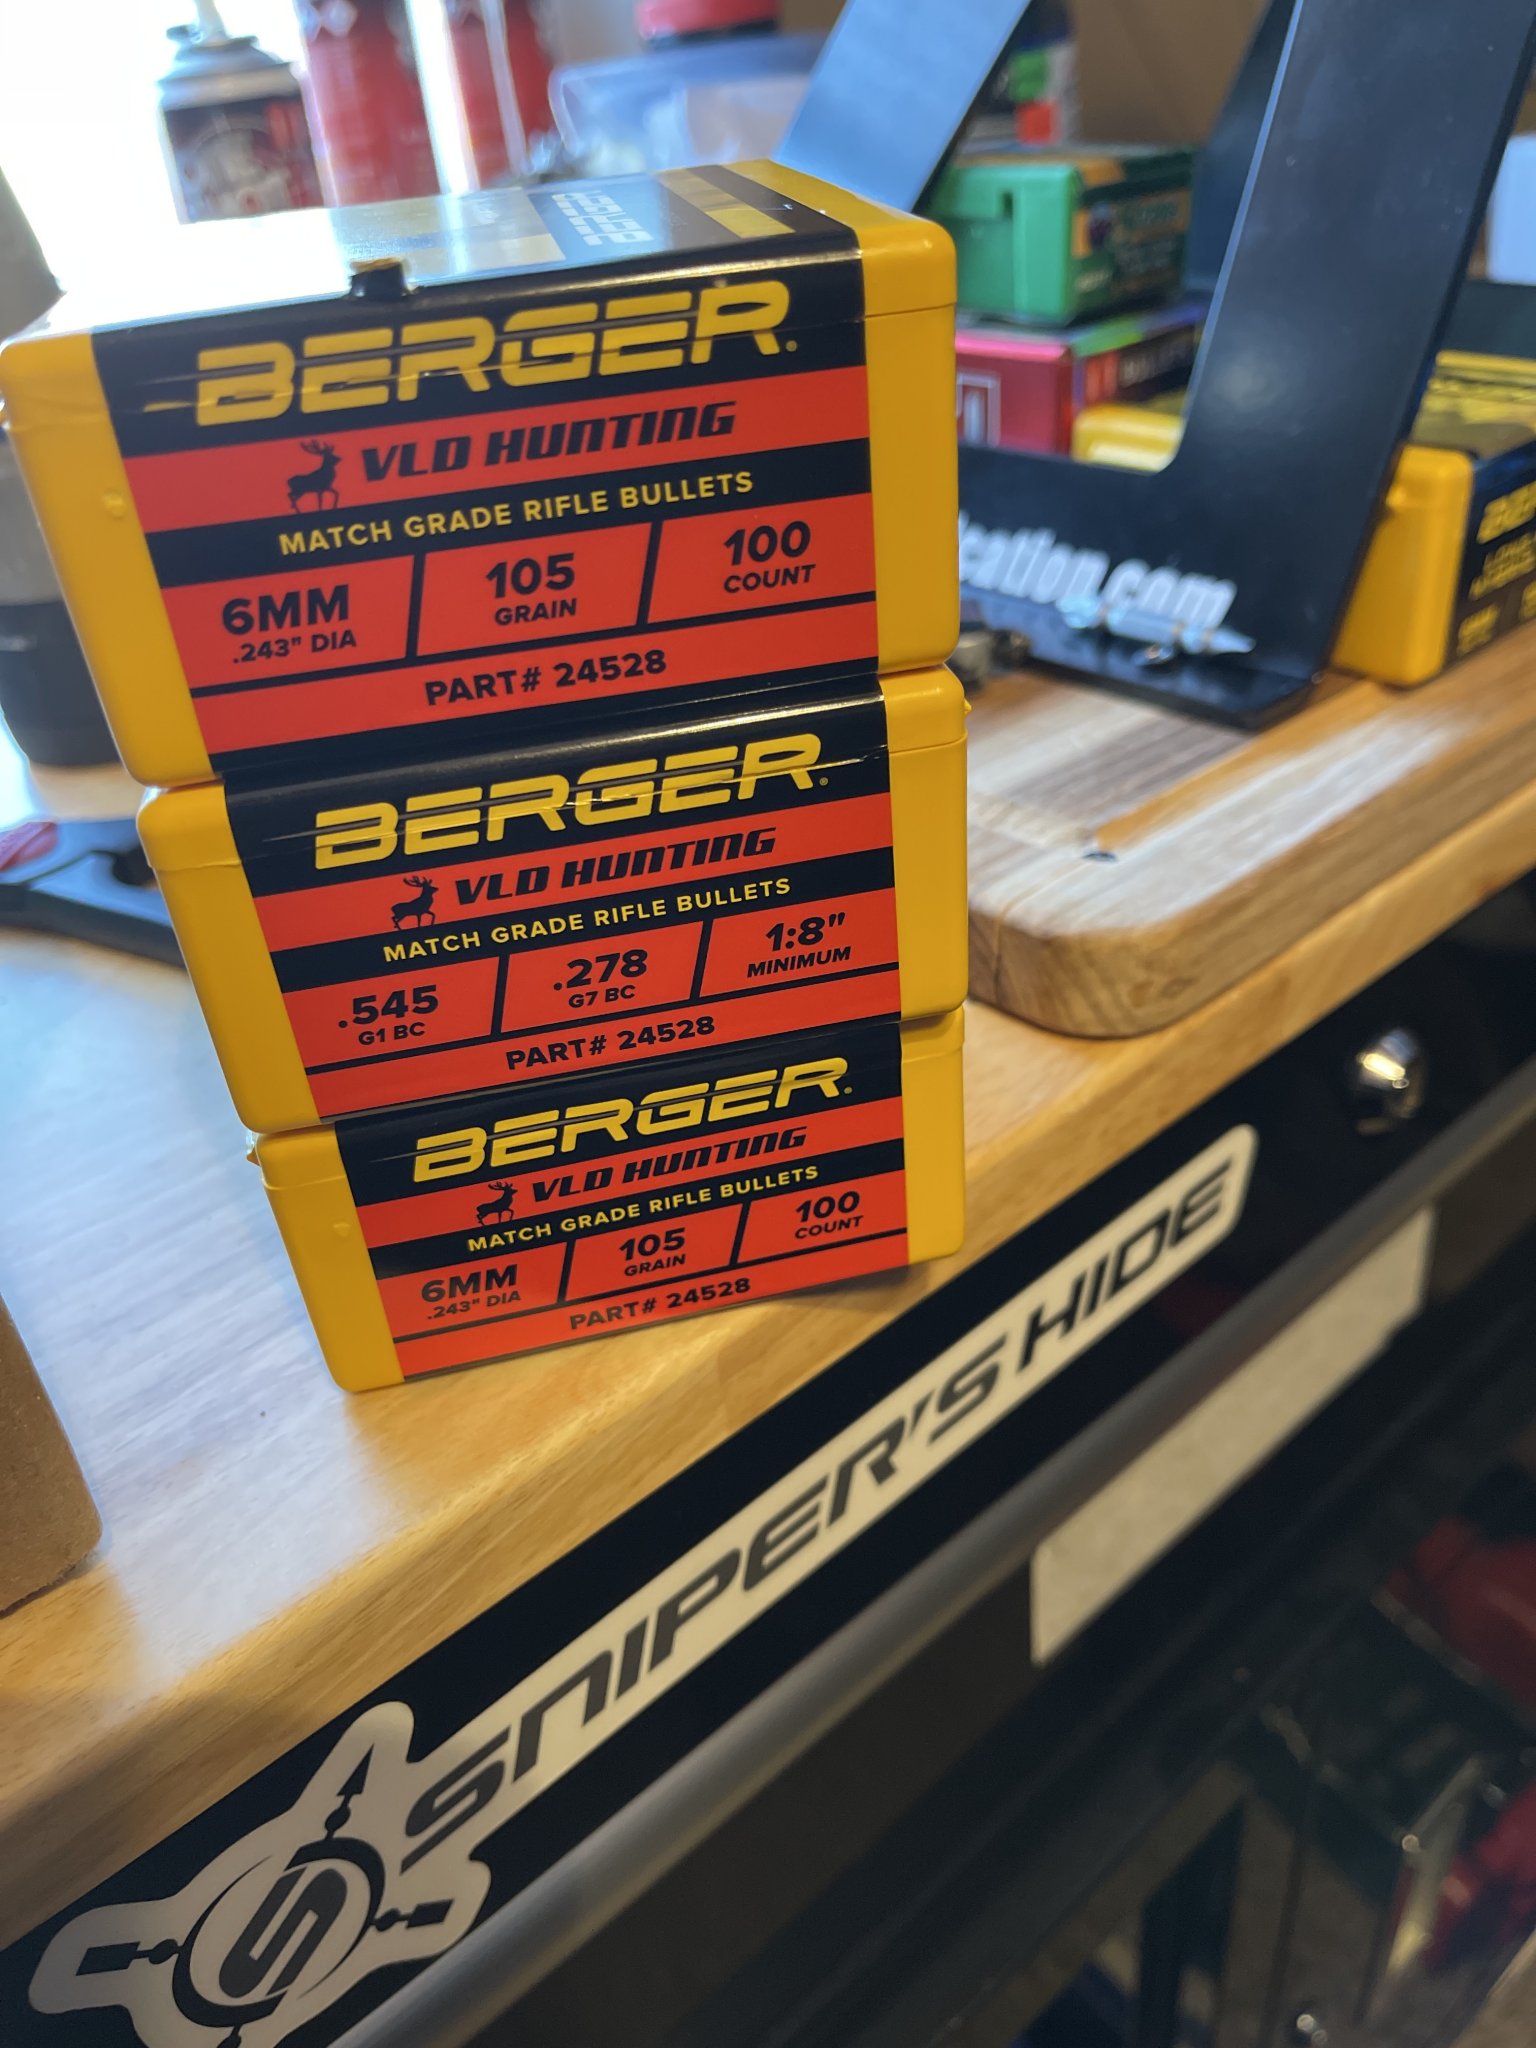 BERGER.
VLD HUNTING
MATCH GRADE RIFLE BULLETS
6MM
.243" DIA
105
GRAIN
100
COUNT
PART# 24528
BERGER®
VLD HUNTING
MATCH GRADE RIFLE BULLETS
.545
G1 BC
.278
G7 BC
1:8"
MINIMUM
PART# 24528
BERGER.
VLD HUNTING
MATCH GRADE RIFLE BULLETS
6MM
.243" DIA
105
GRAIN
100
COUNT
PART# 24528
cation.com
SNIPER'S HIDE